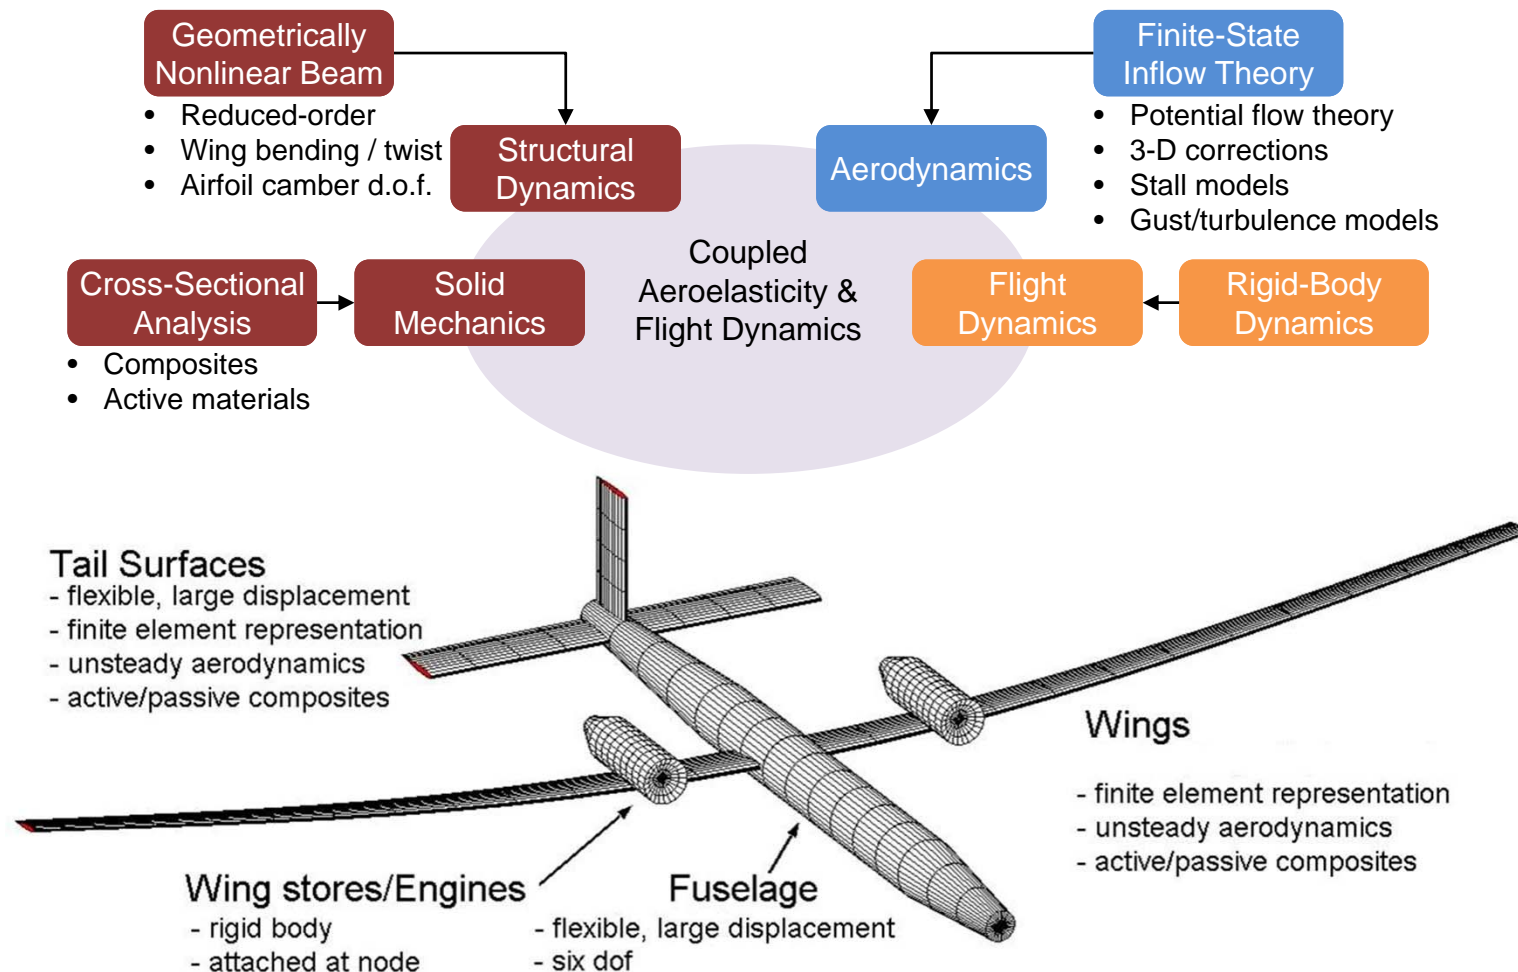 Geometrically
Nonlinear Beam
• Reduced-order
• Wing bending / twist
• Airfoil camber d.o.f.
Structural
Dynamics
Finite-State
Inflow Theory
• Potential flow theory
• 3-D corrections
• Stall models
• Gust/turbulence models
Aerodynamics
Cross-Sectional
Analysis
• Composites
• Active materials
Solid
Mechanics
Coupled
Aeroelasticity &
Flight Dynamics
Flight
Dynamics
Rigid-Body
Dynamics
Tail Surfaces
- flexible, large displacement
- finite element representation
- unsteady aerodynamics
- active/passive composites
Wings
- finite element representation
- unsteady aerodynamics
- active/passive composites
Wing stores/Engines
- rigid body
- attached at node
Fuselage
- flexible, large displacement
- six dof